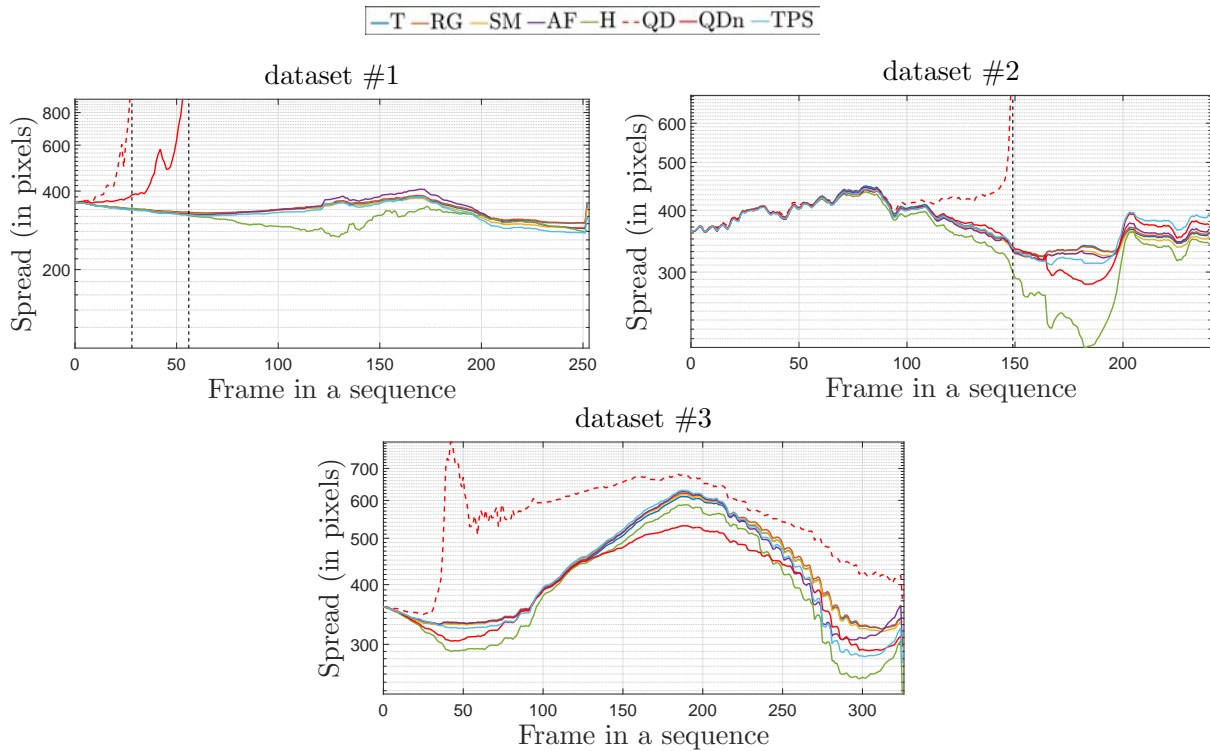 T RG SM AF H QD QDn TPS
dataset #1
800
600
400
200
Spread (in pixels)
0 50 100 150 200 250
Frame in a sequence
dataset #2
600
500
400
300
Spread (in pixels)
0 50 100 150 200
Frame in a sequence
dataset #3
700
600
500
400
300
Spread (in pixels)
0 50 100 150 200 250 300
Frame in a sequence